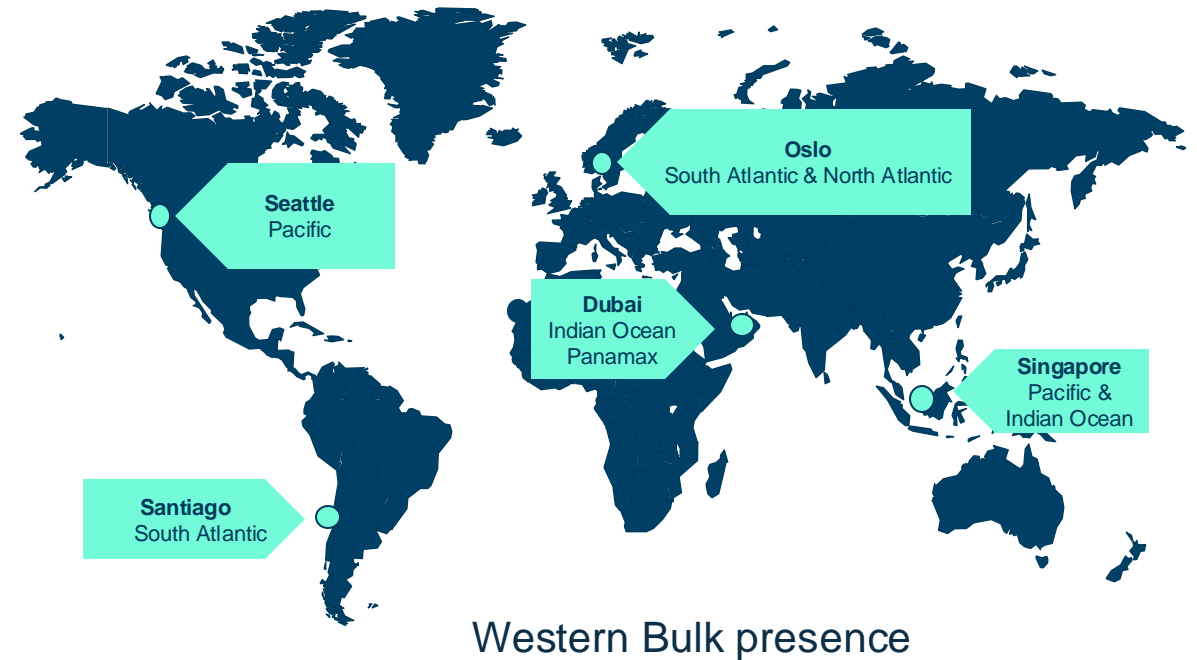 Oslo
South Atlantic & North Atlantic
Seattle
Pacific
Dubai
Indian Ocean
Panamax
Singapore
Pacific &
Indian Ocean
Santiago
South Atlantic
Western Bulk presence